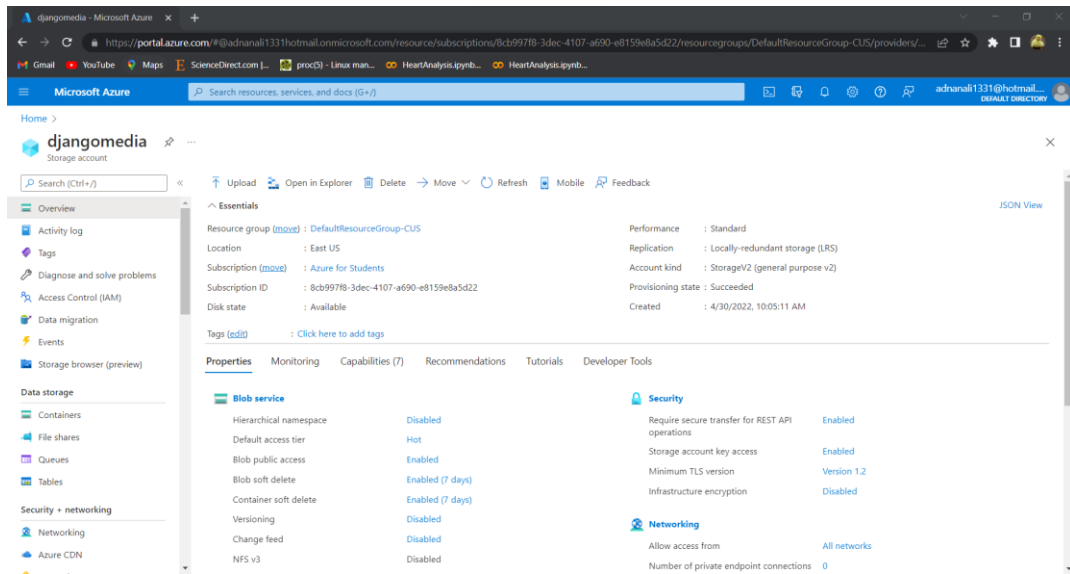 djangomedia - Microsoft Azure
https://portal.azure.com/#@adnanali1331hotmail.onmicrosoft.com/resource/subscriptions/8cb997f8-3dec-4107-a690-e8159e8a5d22/resourcegroups/DefaultResourceGroup-CUS/providers/...
Gmail YouTube Maps ScienceDirect.com |... proc(5) - Linux man... HeartAnalysis.ipynb... HeartAnalysis.ipynb...
Microsoft Azure Search resources, services, and docs (G+/) adnanali1331@hotmail....
DEFAULT DIRECTORY
Home >
djangomedia ...
Storage account
Search (Ctrl+/) «
Overview
Activity log
Tags
Diagnose and solve problems
Access Control (IAM)
Data migration
Events
Storage browser (preview)
Data storage
Containers
File shares
Queues
Tables
Security + networking
Networking
Azure CDN
Upload Open in Explorer Delete Move Refresh Mobile Feedback
Essentials JSON View
Resource group (move) : DefaultResourceGroup-CUS
Location : East US
Subscription (move) : Azure for Students
Subscription ID : 8cb997f8-3dec-4107-a690-e8159e8a5d22
Disk state : Available
Performance : Standard
Replication : Locally-redundant storage (LRS)
Account kind : StorageV2 (general purpose v2)
Provisioning state : Succeeded
Created : 4/30/2022, 10:05:11 AM
Tags (edit) : Click here to add tags
Properties Monitoring Capabilities (7) Recommendations Tutorials Developer Tools
Blob service
Hierarchical namespace Disabled
Default access tier Hot
Blob public access Enabled
Blob soft delete Enabled (7 days)
Container soft delete Enabled (7 days)
Versioning Disabled
Change feed Disabled
NFS v3 Disabled
Security
Require secure transfer for REST API Enabled
operations
Storage account key access Enabled
Minimum TLS version Version 1.2
Infrastructure encryption Disabled
Networking
Allow access from All networks
Number of private endpoint connections 0